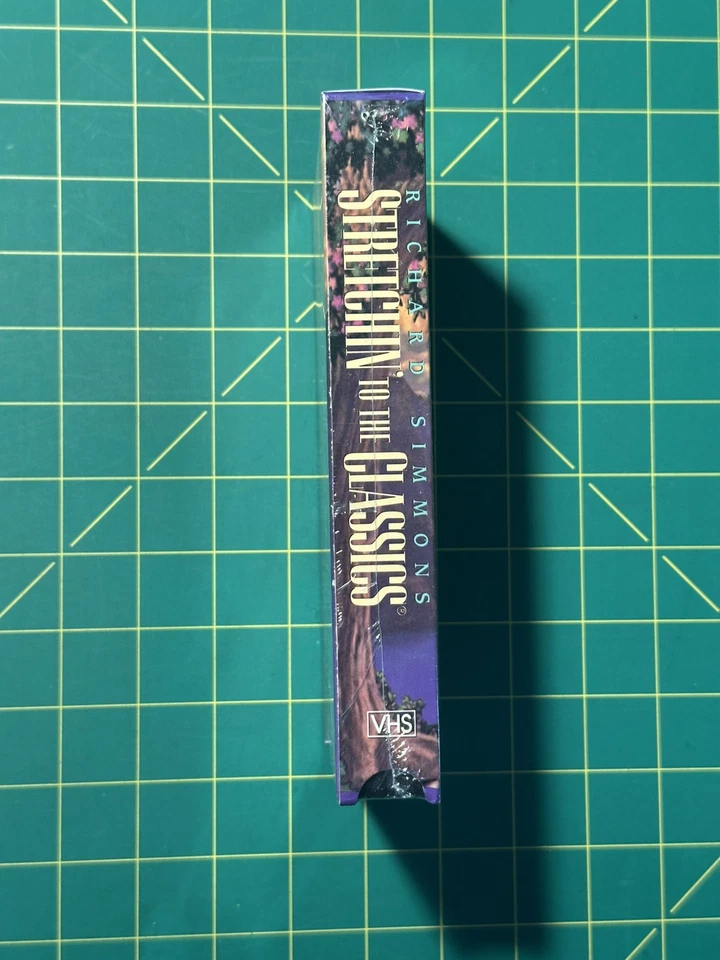 RICHARD SIMMONS
STRETCHIN' TO THE CLASSICS®
VHS